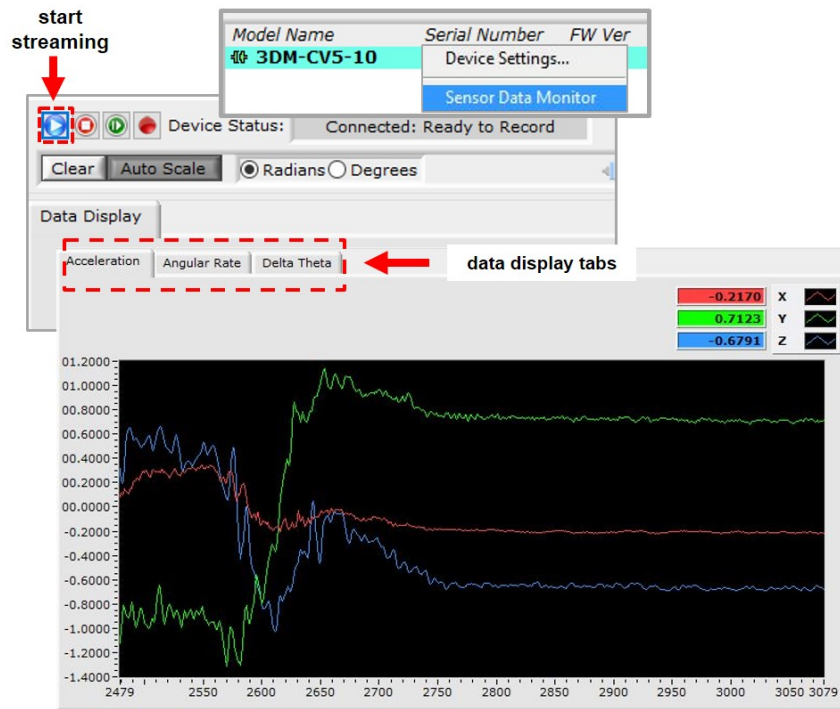 start
streaming
Model Name Serial Number FW Ver
3DM-CV5-10
Device Settings...
Sensor Data Monitor
Device Status: Connected: Ready to Record
Clear Auto Scale Radians Degrees
Data Display
Acceleration Angular Rate Delta Theta
data display tabs
-0.2170 X
0.7123 Y
-0.6791 Z
01.2000
01.0000
00.8000
00.6000
00.4000
00.2000
00.0000
-0.2000
-0.4000
-0.6000
-0.8000
-1.0000
-1.2000
-1.4000
2479 2550 2600 2650 2700 2750 2800 2850 2900 2950 3000 3050 3079